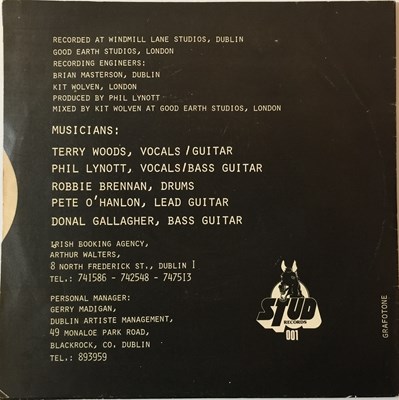 RECORDED AT WINDMILL LANE STUDIOS, DUBLIN
GOOD EARTH STUDIOS, LONDON
RECORDING ENGINEERS:
BRIAN MASTERSON, DUBLIN
KIT WOLVEN, LONDON
PRODUCED BY PHIL LYNOTT
MIXED BY KIT WOLVEN AT GOOD EARTH STUDIOS, LONDON
MUSICIANS:
TERRY WOODS, VOCALS/GUITAR
PHIL LYNOTT, VOCALS/BASS GUITAR
ROBBIE BRENNAN, DRUMS
PETE O'HANLON, LEAD GUITAR
DONAL GALLAGHER, BASS GUITAR
IRISH BOOKING AGENCY,
ARTHUR WALTERS,
8 NORTH FREDERICK ST., DUBLIN 1
TEL.: 741586 - 742548 - 747513
PERSONAL MANAGER:
GERRY MADIGAN,
DUBLIN ARTISTE MANAGEMENT,
49 MONALOE PARK ROAD,
BLACKROCK, CO. DUBLIN
TEL.: 893959
STUD
RECORDS
001
GRAFOTONE